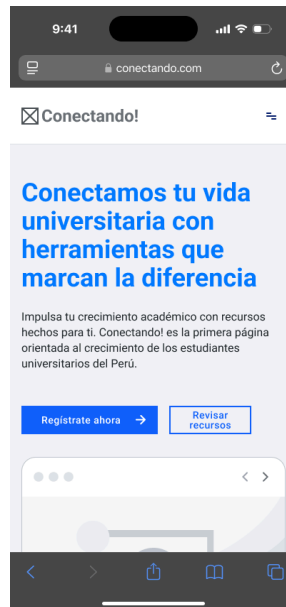 9:41
conectando.com
Conectando!
Conectamos tu vida
universitaria con
herramientas que
marcan la diferencia
Impulsa tu crecimiento académico con recursos
hechos para ti. Conectando! es la primera página
orientada al crecimiento de los estudiantes
universitarios del Perú.
Regístrate ahora
Revisar
recursos